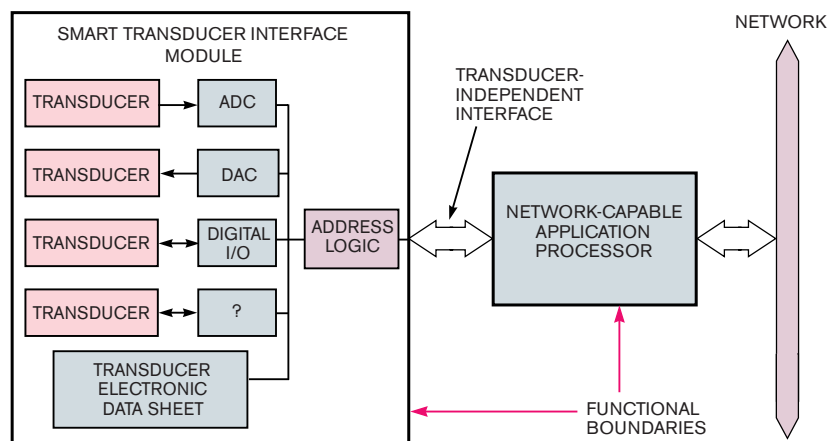 SMART TRANSDUCER INTERFACE
MODULE
TRANSDUCER
ADC
TRANSDUCER
DAC
TRANSDUCER
DIGITAL
I/O
TRANSDUCER
?
TRANSDUCER
ELECTRONIC
DATA SHEET
ADDRESS
LOGIC
TRANSDUCER-
INDEPENDENT
INTERFACE
NETWORK-CAPABLE
APPLICATION
PROCESSOR
NETWORK
FUNCTIONAL
BOUNDARIES